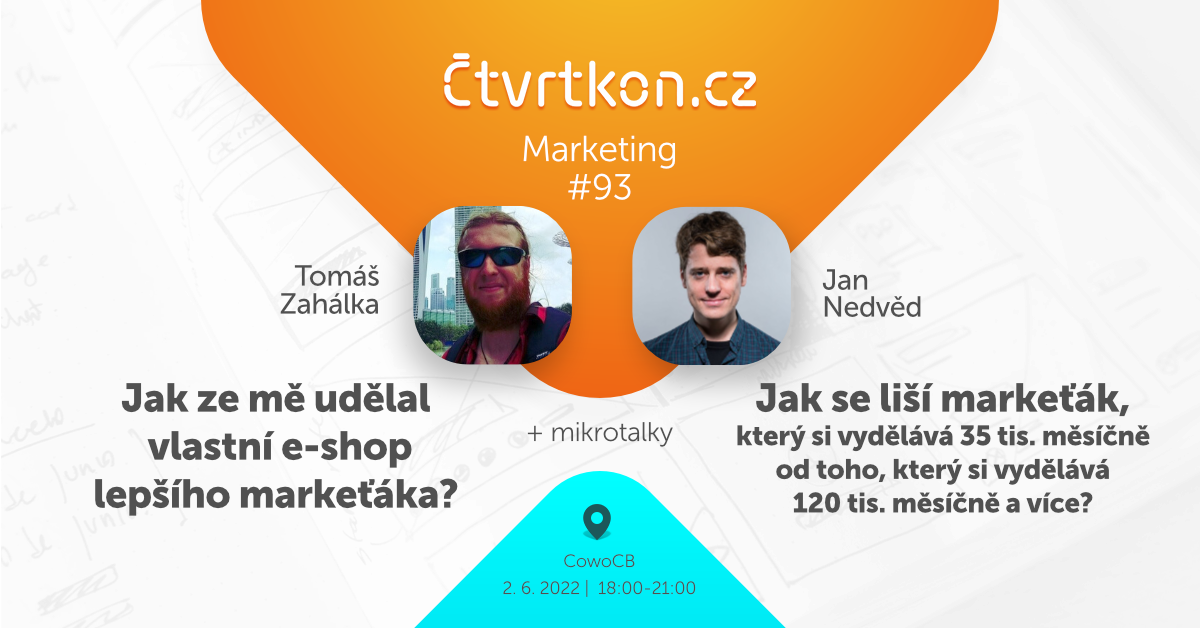 Čtvrtkon.cz
Marketing
#93
Tomáš
Zahálka
Jan
Nedvěd
Jak ze mě udělal
vlastní e-shop
lepšího markeťáka?
+ mikrotalky
Jak se liší markeťák,
který si vydělává 35 tis. měsíčně
od toho, který si vydělává
120 tis. měsíčně a více?
CowoCB
2. 6. 2022 | 18:00-21:00